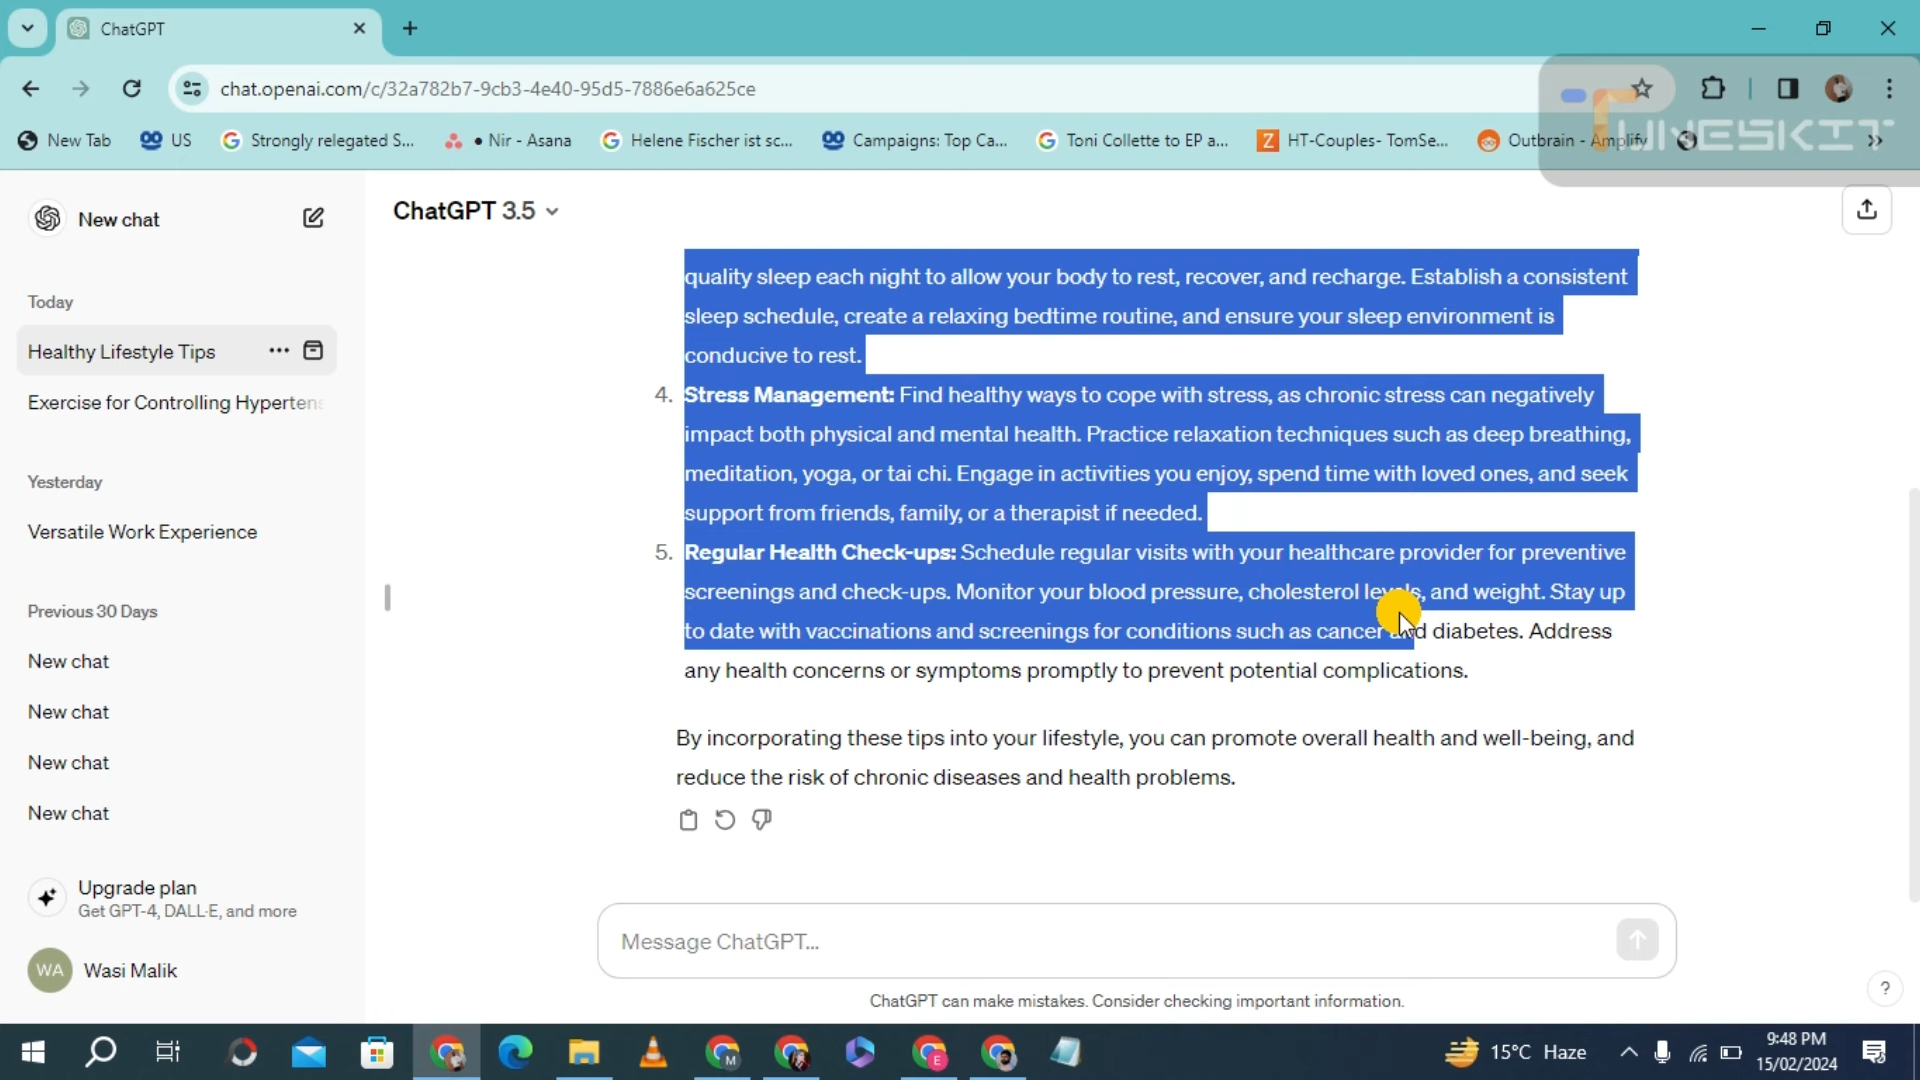 ChatGPT
chat.openai.com/c/32a782b7-9cb3-4e40-95d5-7886e6a625ce
New Tab
US
Strongly relegated S...
• Nir - Asana
Helene Fischer ist sc...
Campaigns: Top Ca...
Toni Collette to EP a...
HT-Couples- TomSe...
Outbrain - Amplify
TUNESKIT
New chat
ChatGPT 3.5
Today
Healthy Lifestyle Tips
Exercise for Controlling Hypertens
Yesterday
Versatile Work Experience
Previous 30 Days
New chat
New chat
New chat
New chat
Upgrade plan
Get GPT-4, DALL·E, and more
WA
Wasi Malik
quality sleep each night to allow your body to rest, recover, and recharge. Establish a consistent
sleep schedule, create a relaxing bedtime routine, and ensure your sleep environment is
conducive to rest.
4. Stress Management: Find healthy ways to cope with stress, as chronic stress can negatively
impact both physical and mental health. Practice relaxation techniques such as deep breathing,
meditation, yoga, or tai chi. Engage in activities you enjoy, spend time with loved ones, and seek
support from friends, family, or a therapist if needed.
5. Regular Health Check-ups: Schedule regular visits with your healthcare provider for preventive
screenings and check-ups. Monitor your blood pressure, cholesterol levels, and weight. Stay up
to date with vaccinations and screenings for conditions such as cancer and diabetes. Address
any health concerns or symptoms promptly to prevent potential complications.
By incorporating these tips into your lifestyle, you can promote overall health and well-being, and
reduce the risk of chronic diseases and health problems.
Message ChatGPT...
ChatGPT can make mistakes. Consider checking important information.
?
M
E
15°C Haze
9:48 PM
15/02/2024